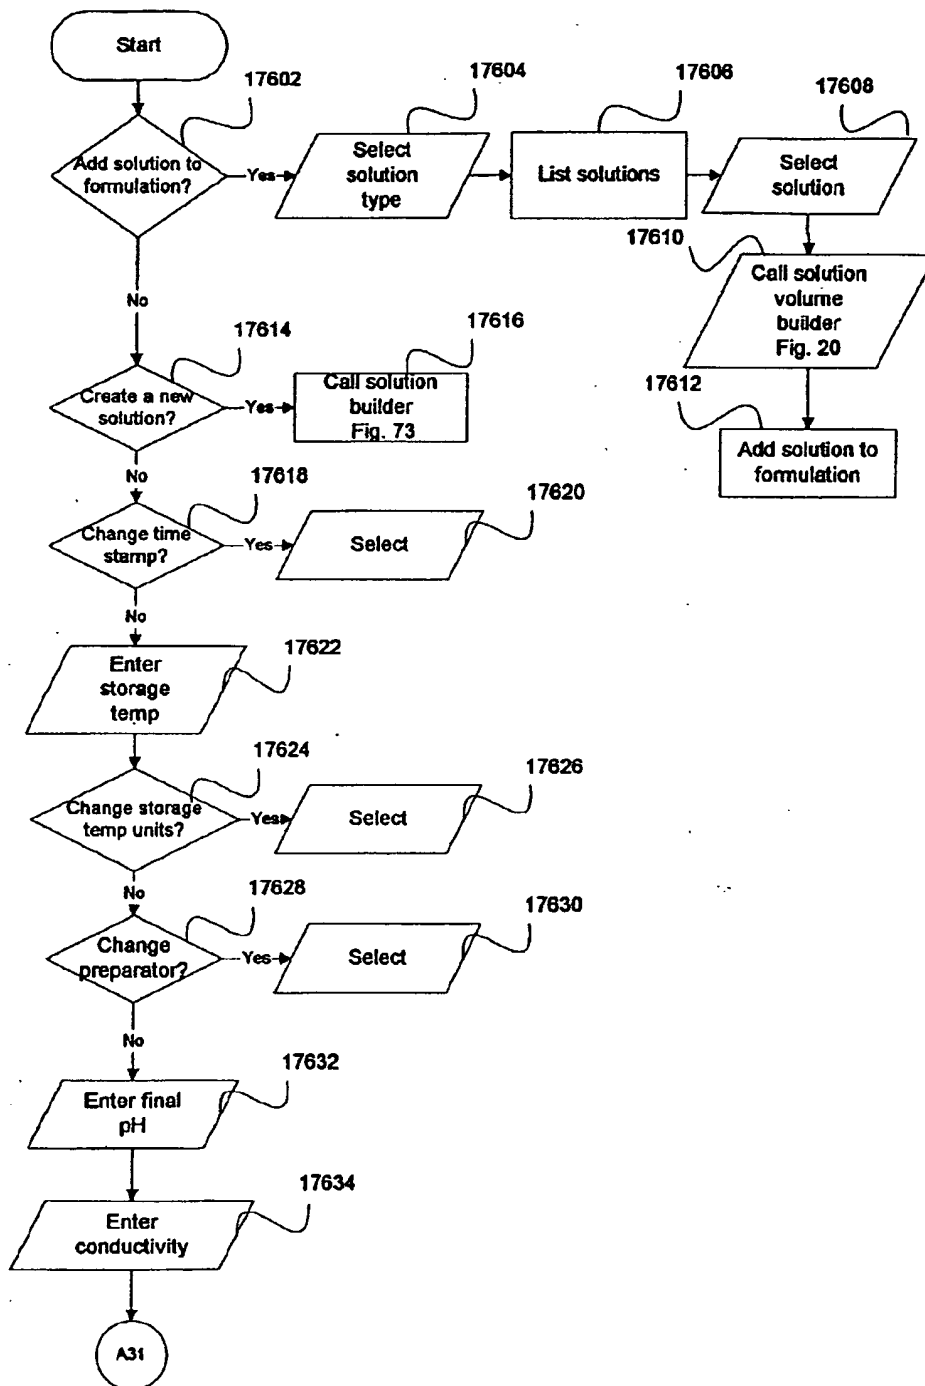 Start
17602
17604
17606
17608
Add solution to
formulation?
Yes
Select
solution
type
List solutions
Select
solution
17610
Call solution
volume
builder
Fig. 20
No
17612
Add solution to
formulation
17614
17616
Create a new
solution?
Yes
Call solution
builder
Fig. 73
No
17618
17620
Change time
stamp?
Yes
Select
No
17622
Enter
storage
temp
17624
17626
Change storage
temp units?
Yes
Select
No
17628
17630
Change
preparator?
Yes
Select
No
17632
Enter final
pH
17634
Enter
conductivity
A31